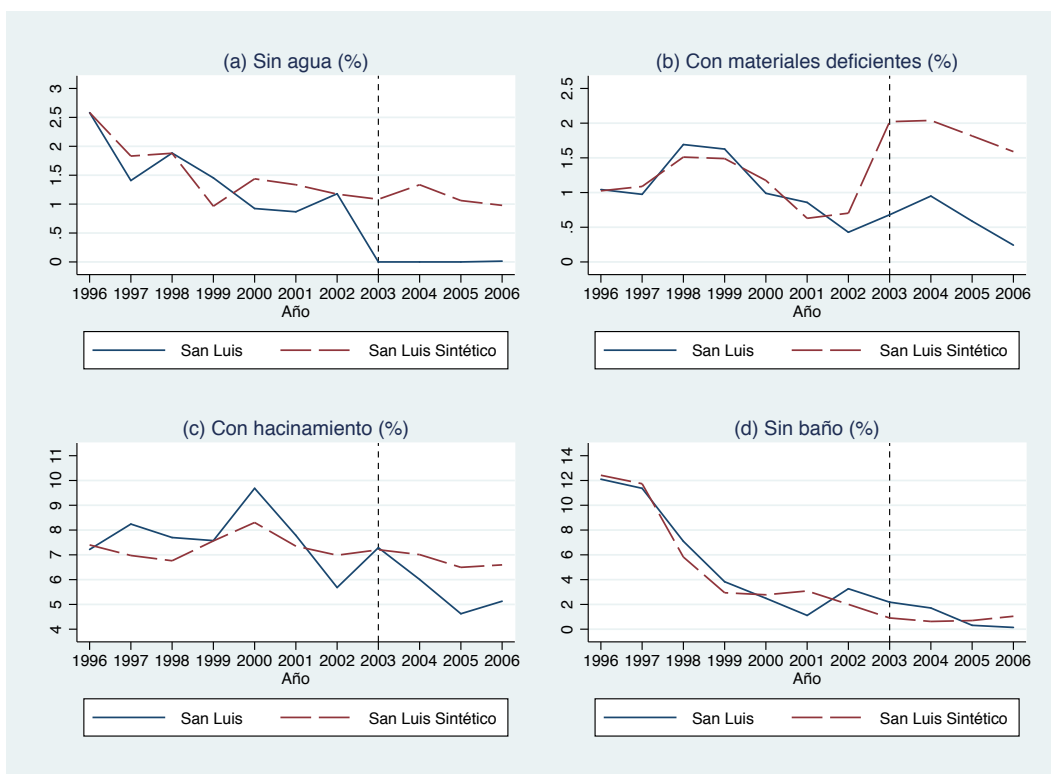 (a) Sin agua (%)
3
2.5
2
1.5
1
.5
0
1996 1997 1998 1999 2000 2001 2002 2003 2004 2005 2006
Año
San Luis San Luis Sintético
(b) Con materiales deficientes (%)
2.5
2
1.5
1
.5
0
1996 1997 1998 1999 2000 2001 2002 2003 2004 2005 2006
Año
San Luis San Luis Sintético
(c) Con hacinamiento (%)
11
10
9
8
7
6
5
4
1996 1997 1998 1999 2000 2001 2002 2003 2004 2005 2006
Año
San Luis San Luis Sintético
(d) Sin baño (%)
14
12
10
8
6
4
2
0
1996 1997 1998 1999 2000 2001 2002 2003 2004 2005 2006
Año
San Luis San Luis Sintético